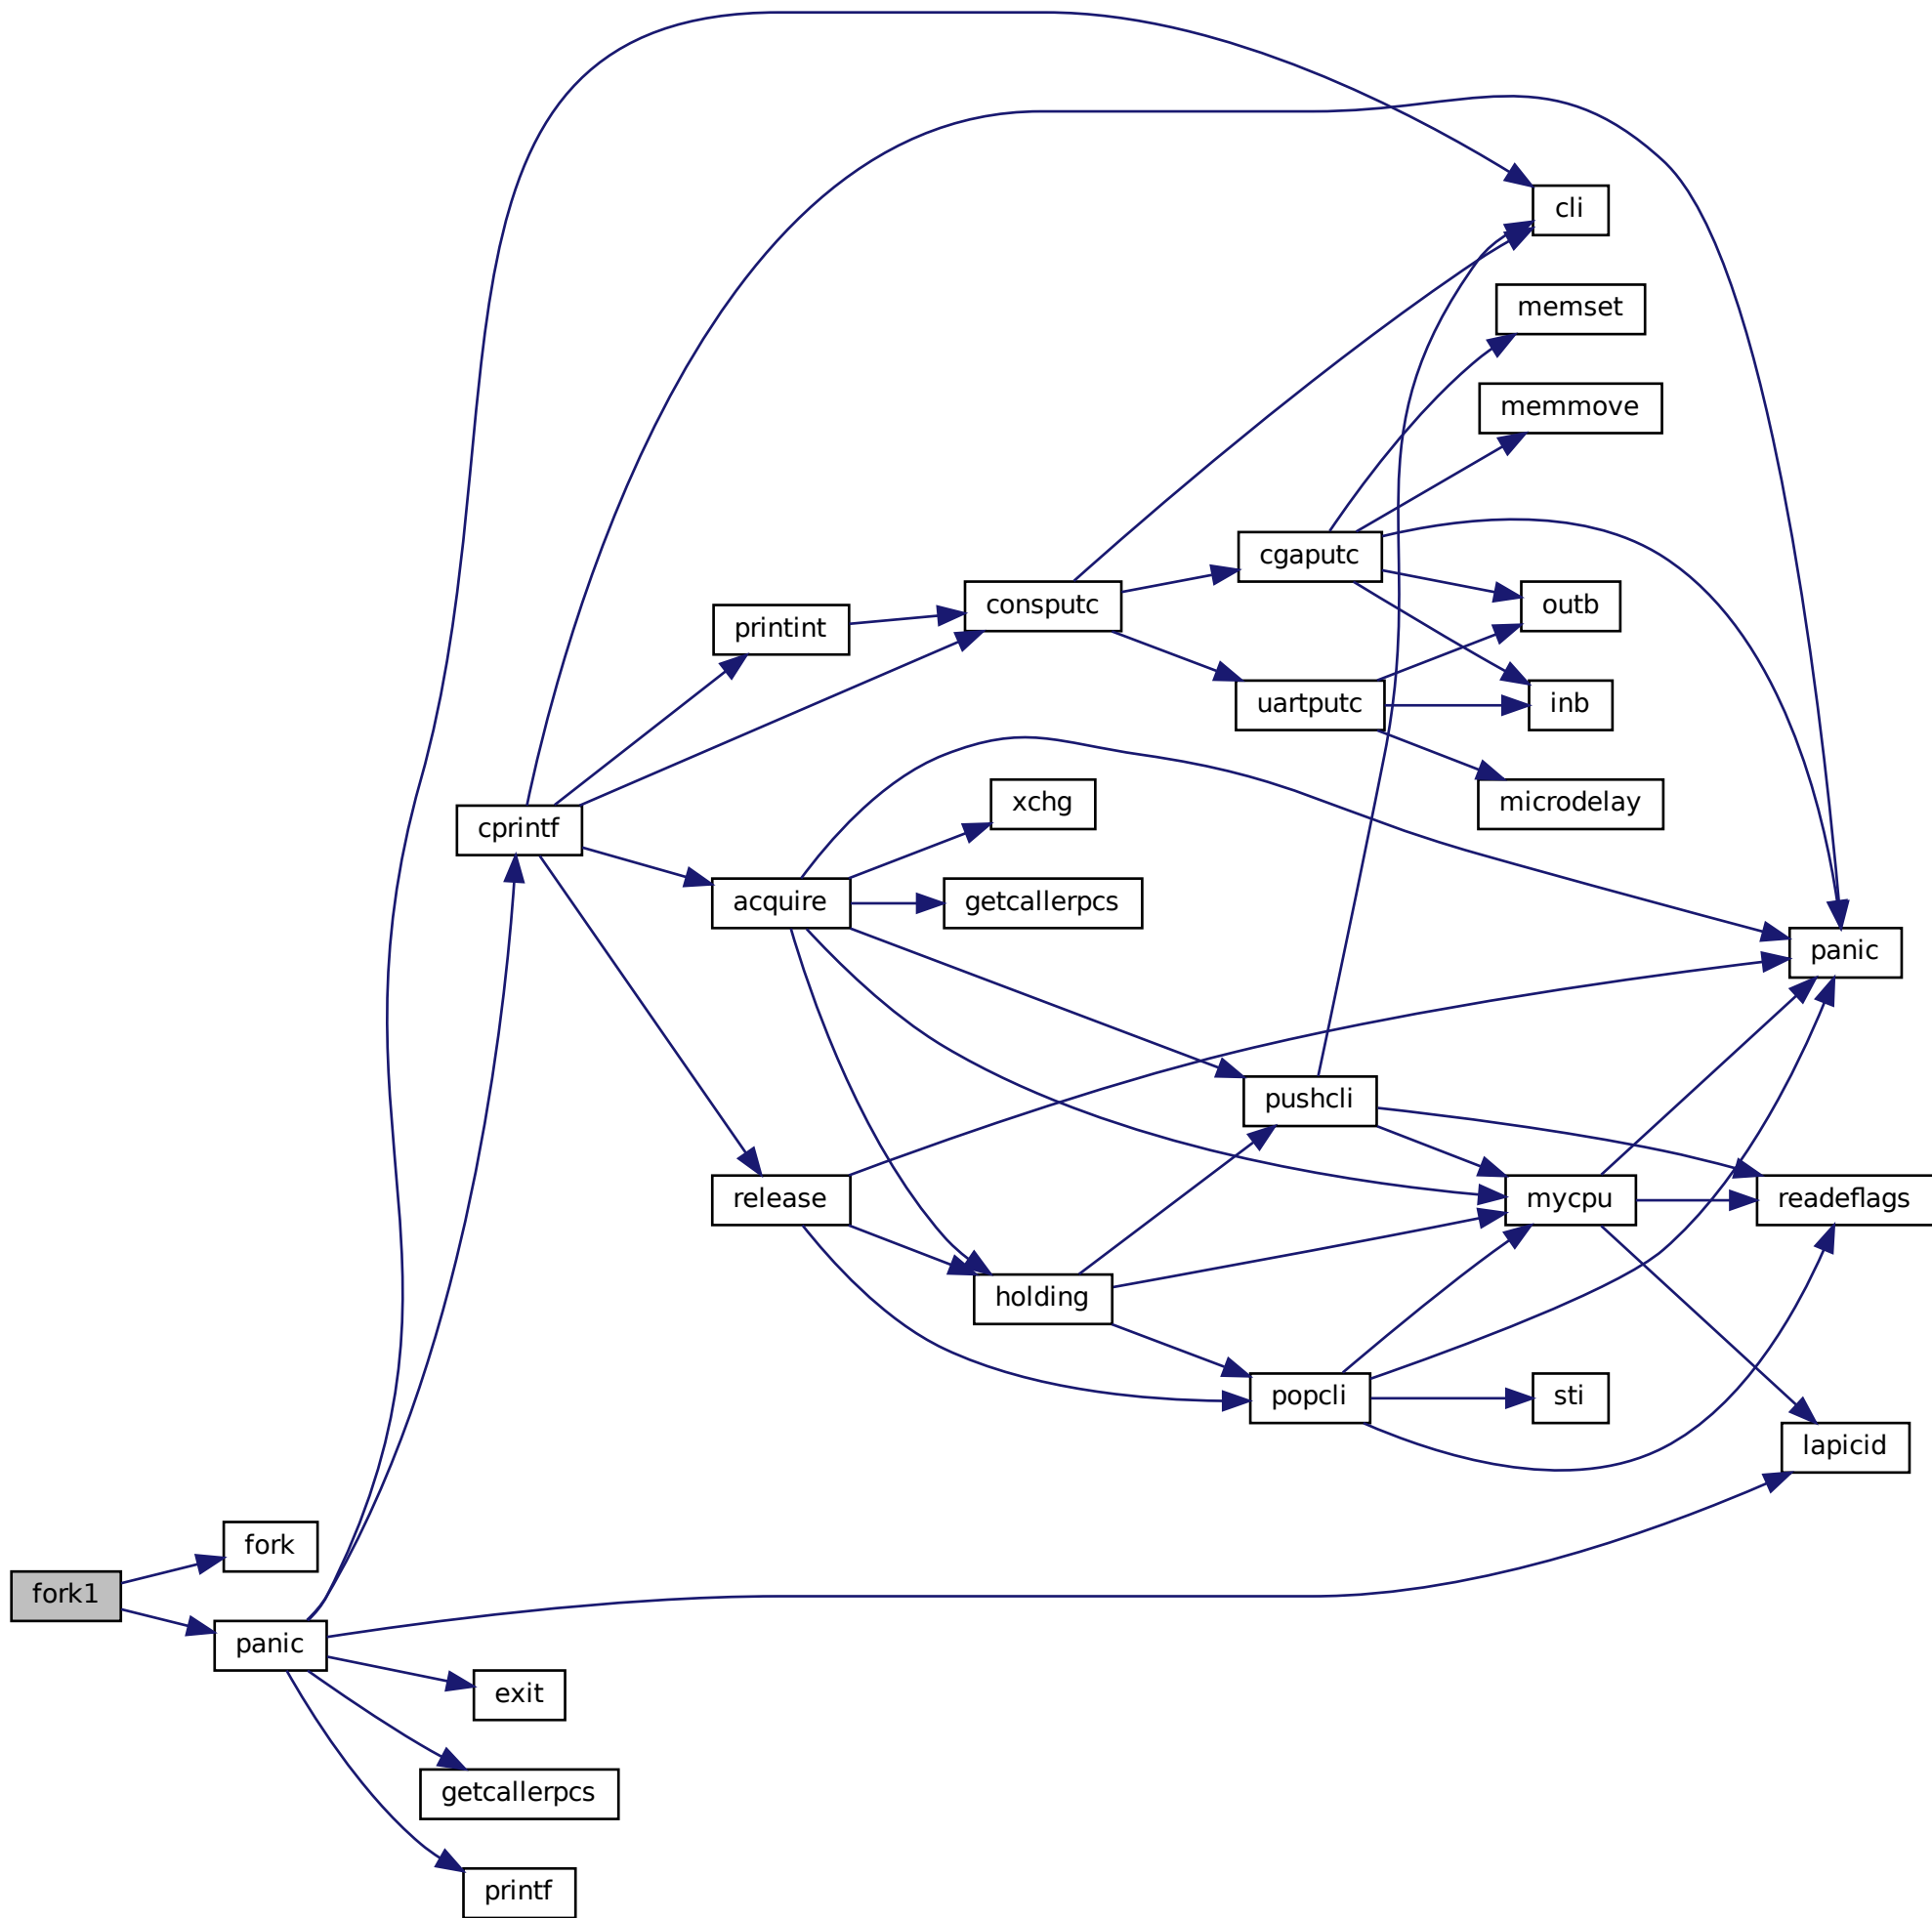 cli
memset
memmove
cgaputc
consputc
outb
printint
uartputc
inb
xchg
microdelay
cprintf
acquire
getcallerpcs
panic
pushcli
release
mycpu
readeflags
holding
popcli
sti
lapicid
fork
fork1
panic
exit
getcallerpcs
printf